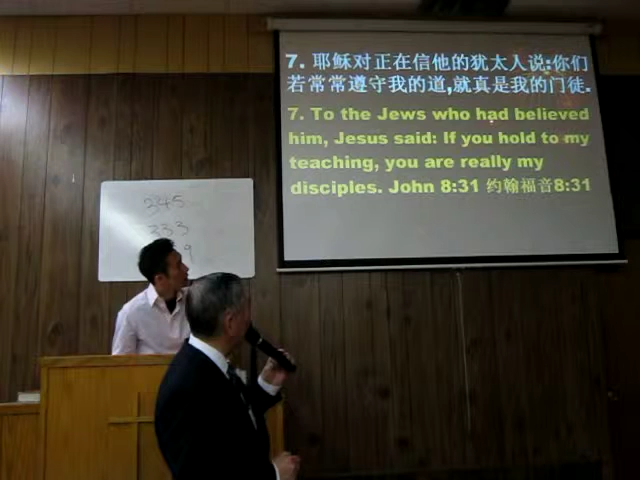 7. 耶稣对正在信他的犹太人说:你们
若常常遵守我的道,就真是我的门徒.
7. To the Jews who had believed
him, Jesus said: If you hold to my
teaching, you are really my
disciples. John 8:31 约翰福音8:31
345
333
9